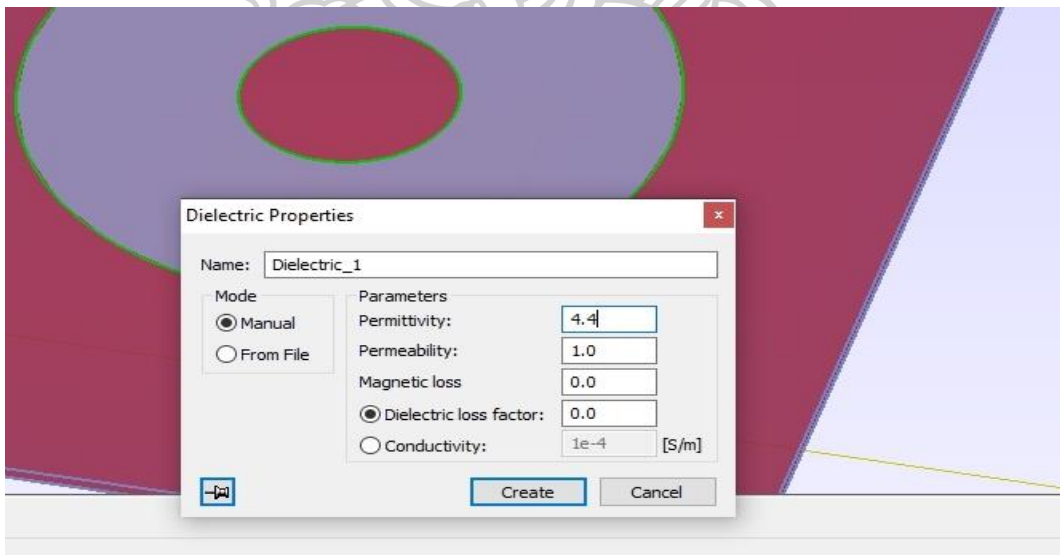 Dielectric Properties
x
Name: Dielectric_1
Mode
Manual
From File
Parameters
Permittivity: 4.4
Permeability: 1.0
Magnetic loss 0.0
Dielectric loss factor: 0.0
Conductivity: 1e-4 [S/m]
Create Cancel